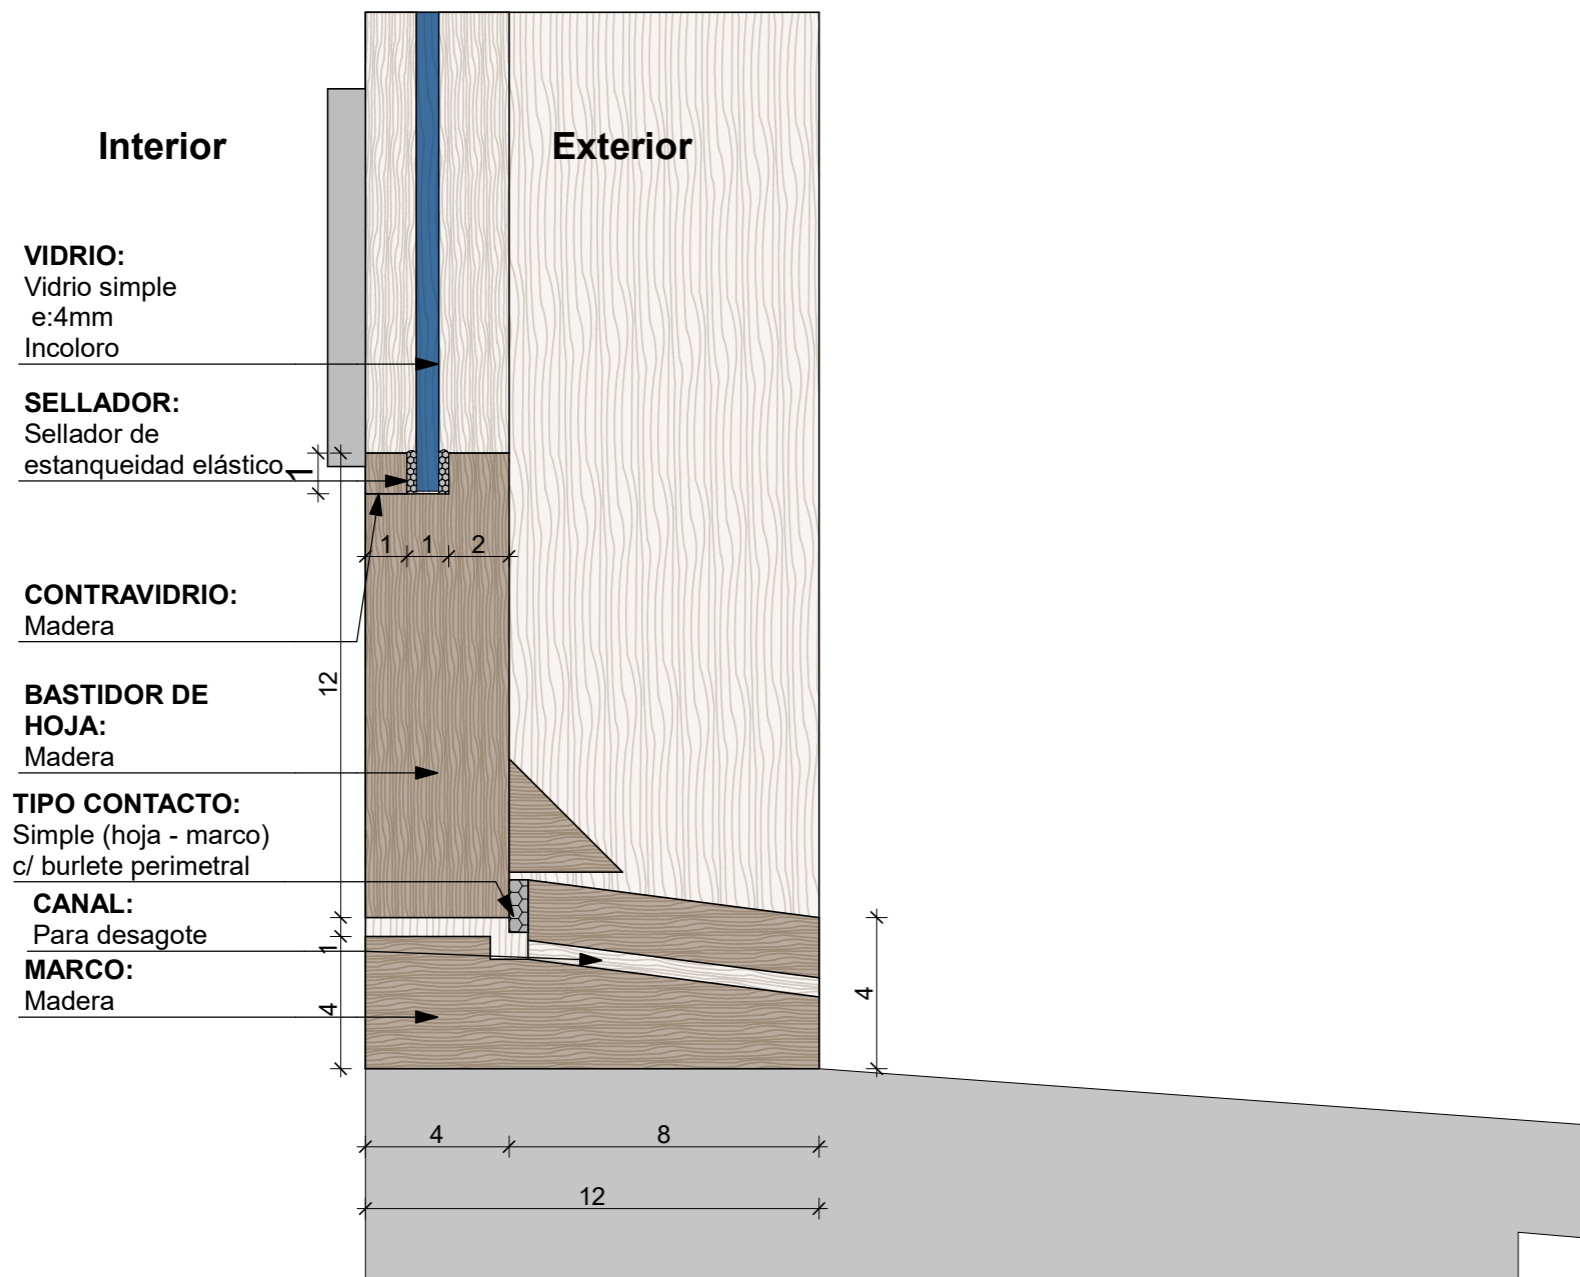 Interior
Exterior
VIDRIO:
Vidrio simple
e:4mm
Incoloro
SELLADOR:
Sellador de
estanqueidad elástico
1
1 1 2
CONTRAVIDRIO:
Madera
12
BASTIDOR DE
HOJA:
Madera
TIPO CONTACTO:
Simple (hoja - marco)
c/ burlete perimetral
CANAL:
Para desagote
1
MARCO:
Madera
4
4
4 8
12